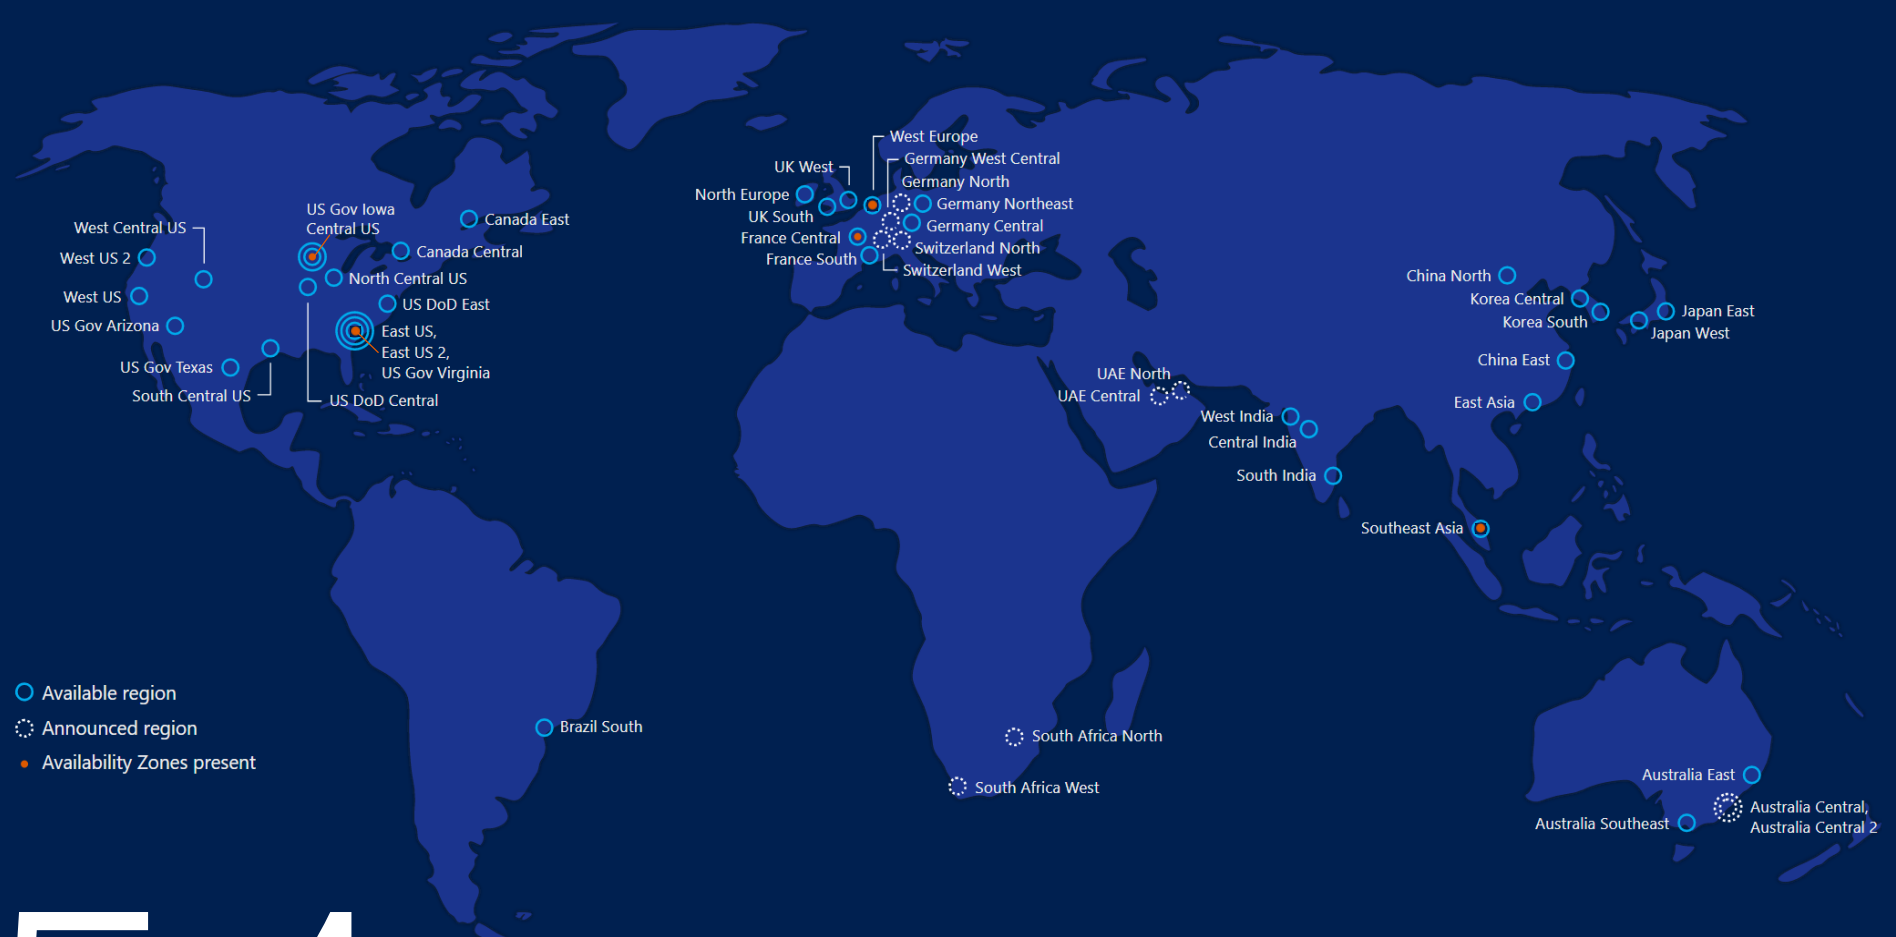 West Europe
Germany West Central
UK West
Germany North
North Europe
Germany Northeast
UK South
Germany Central
France Central
Switzerland North
France South
Switzerland West
US Gov Iowa
Central US
Canada East
West Central US
West US 2
Canada Central
North Central US
West US
US DoD East
US Gov Arizona
East US,
East US 2,
US Gov Virginia
US Gov Texas
South Central US
US DoD Central
China North
Korea Central
Korea South
Japan East
Japan West
China East
East Asia
UAE North
UAE Central
West India
Central India
South India
Southeast Asia
Available region
Announced region
Availability Zones present
Brazil South
South Africa North
South Africa West
Australia East
Australia Central,
Australia Central 2
Australia Southeast